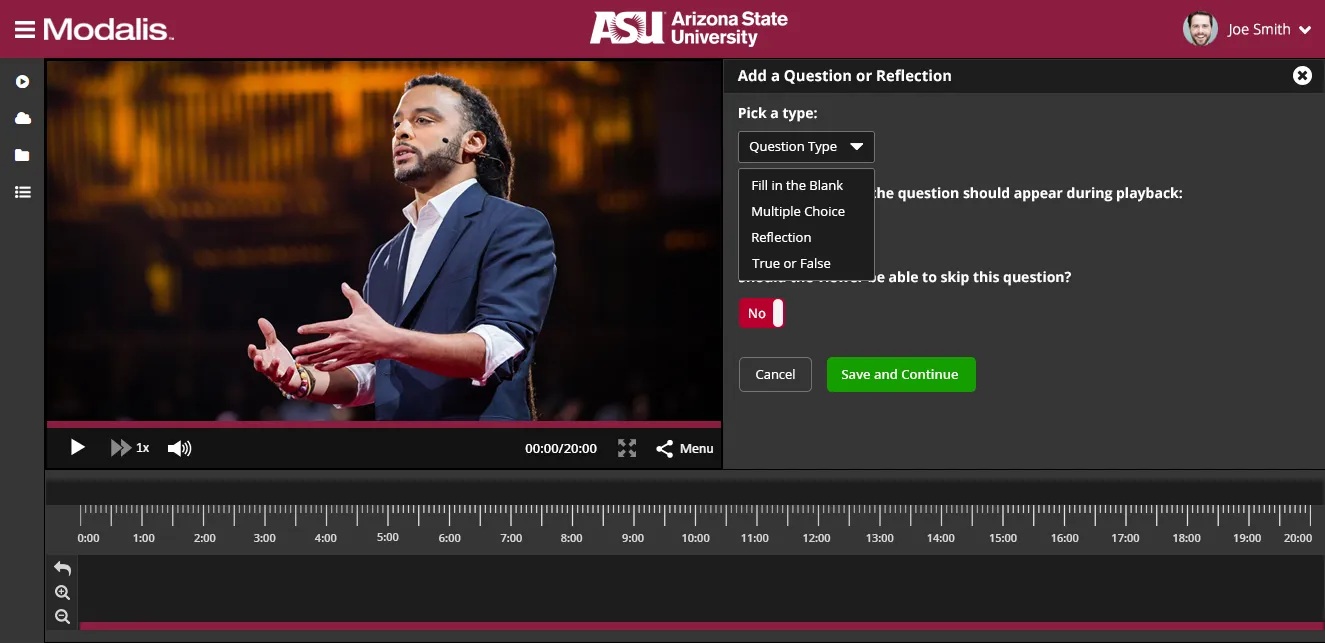 Modalis™
ASU Arizona State
University
Joe Smith
Add a Question or Reflection
Pick a type:
Question Type
Fill in the Blank
the question should appear during playback:
Multiple Choice
Reflection
True or False
be able to skip this question?
No
Cancel
Save and Continue
1x
00:00/20:00
Menu
0:00 1:00 2:00 3:00 4:00 5:00 6:00 7:00 8:00 9:00 10:00 11:00 12:00 13:00 14:00 15:00 16:00 17:00 18:00 19:00 20:00